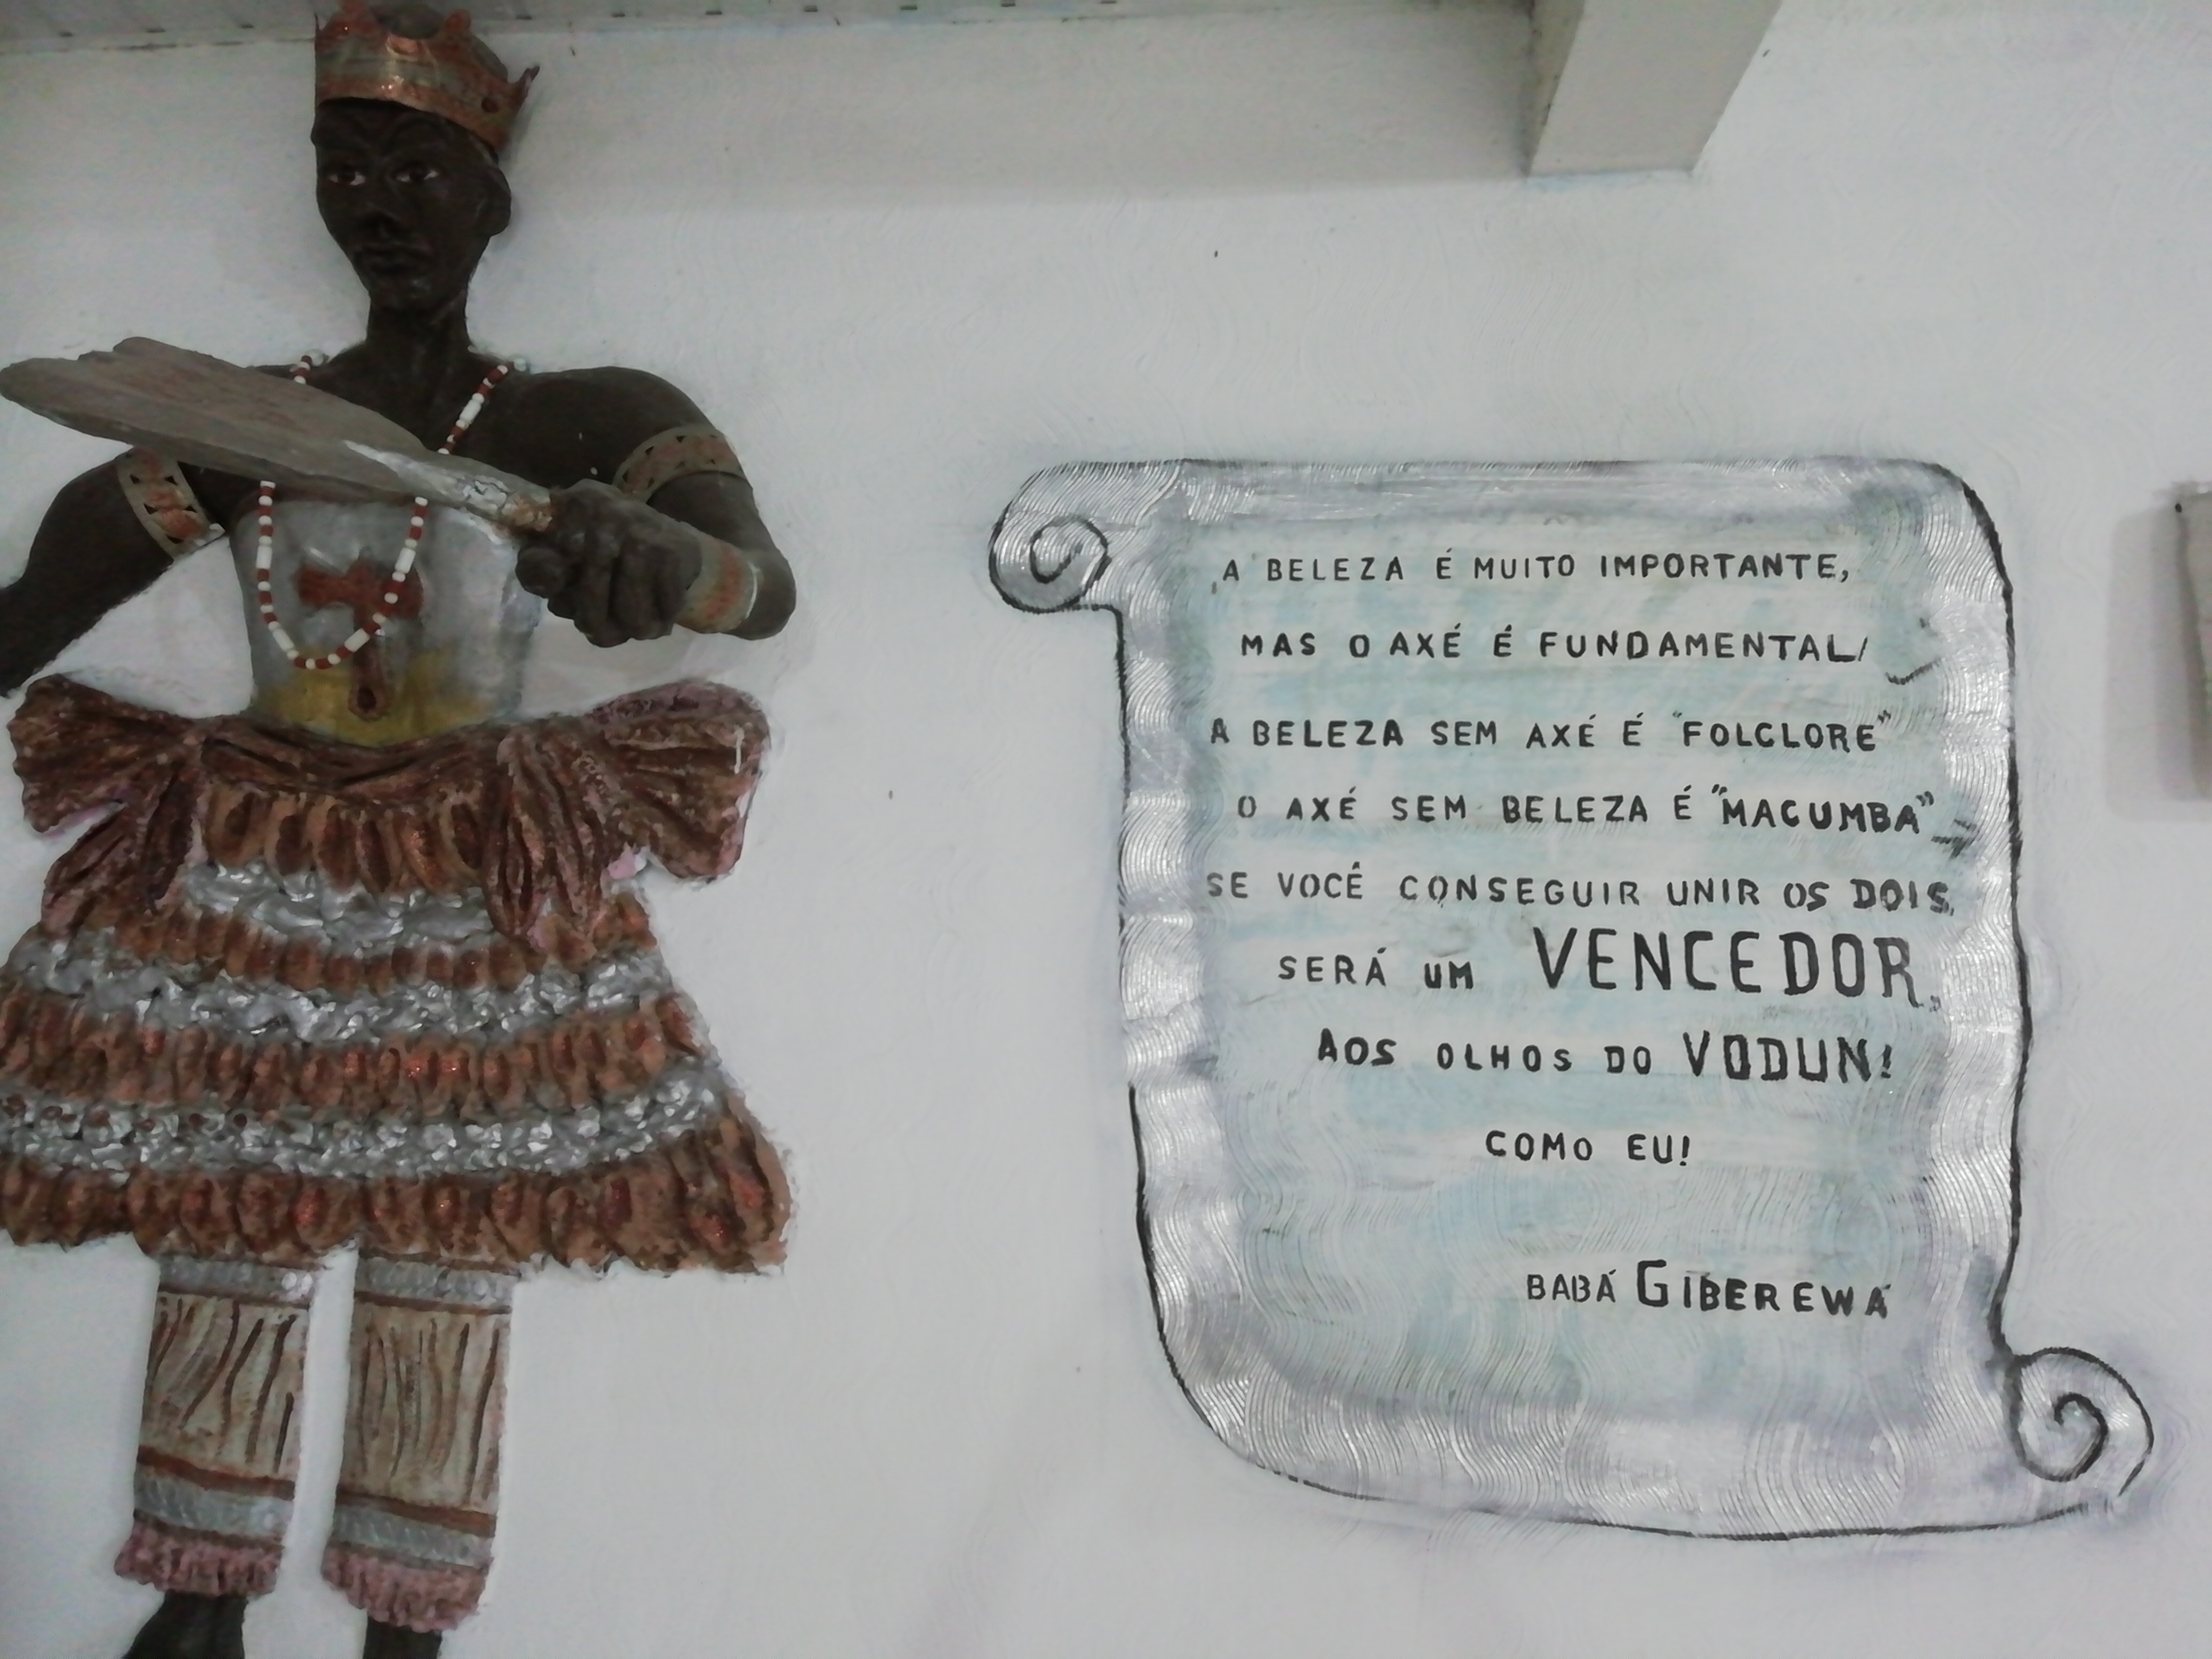 A BELEZA É MUITO IMPORTANTE,
MAS O AXÉ É FUNDAMENTAL/
A BELEZA SEM AXÉ É "FOLCLORE"
O AXÉ SEM BELEZA É "MACUMBA"
SE VOCÊ CONSEGUIR UNIR OS DOIS,
SERÁ UM VENCEDOR,
AOS OLHOS DO VODUN!
COMO EU!
BABÁ GIBEREWÁ